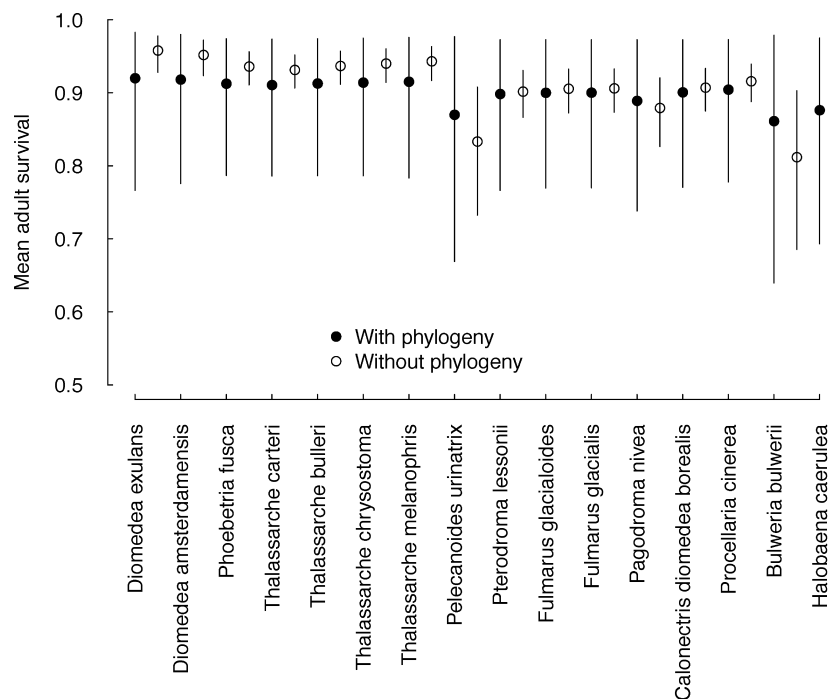 Mean adult survival
1.0
0.9
0.8
0.7
0.6
0.5
With phylogeny
Without phylogeny
Diomedea exulans
Diomedea amsterdamensis
Phoebetria fusca
Thalassarche carteri
Thalassarche bulleri
Thalassarche chrysostoma
Thalassarche melanophris
Pelecanoides urinatrix
Pterodroma lessonii
Fulmarus glacialoides
Fulmarus glacialis
Pagodroma nivea
Calonectris diomedea borealis
Procellaria cinerea
Bulweria bulwerii
Halobaena caerulea